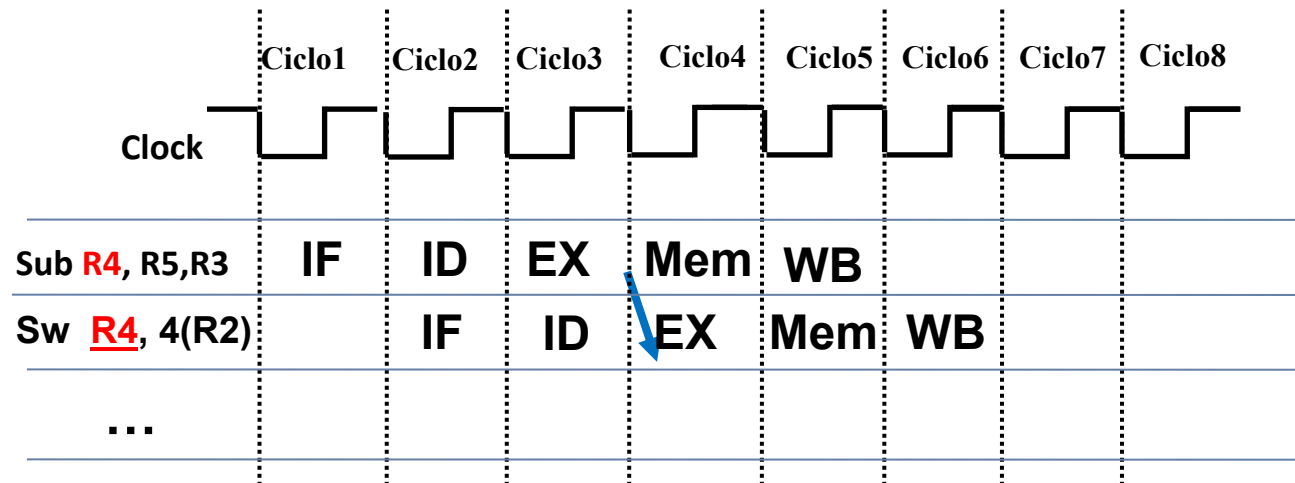 Ciclo1 Ciclo2 Ciclo3 Ciclo4 Ciclo5 Ciclo6 Ciclo7 Ciclo8
Clock
Sub R4, R5,R3 IF ID EX Mem WB
Sw R4, 4(R2) IF ID EX Mem WB
...